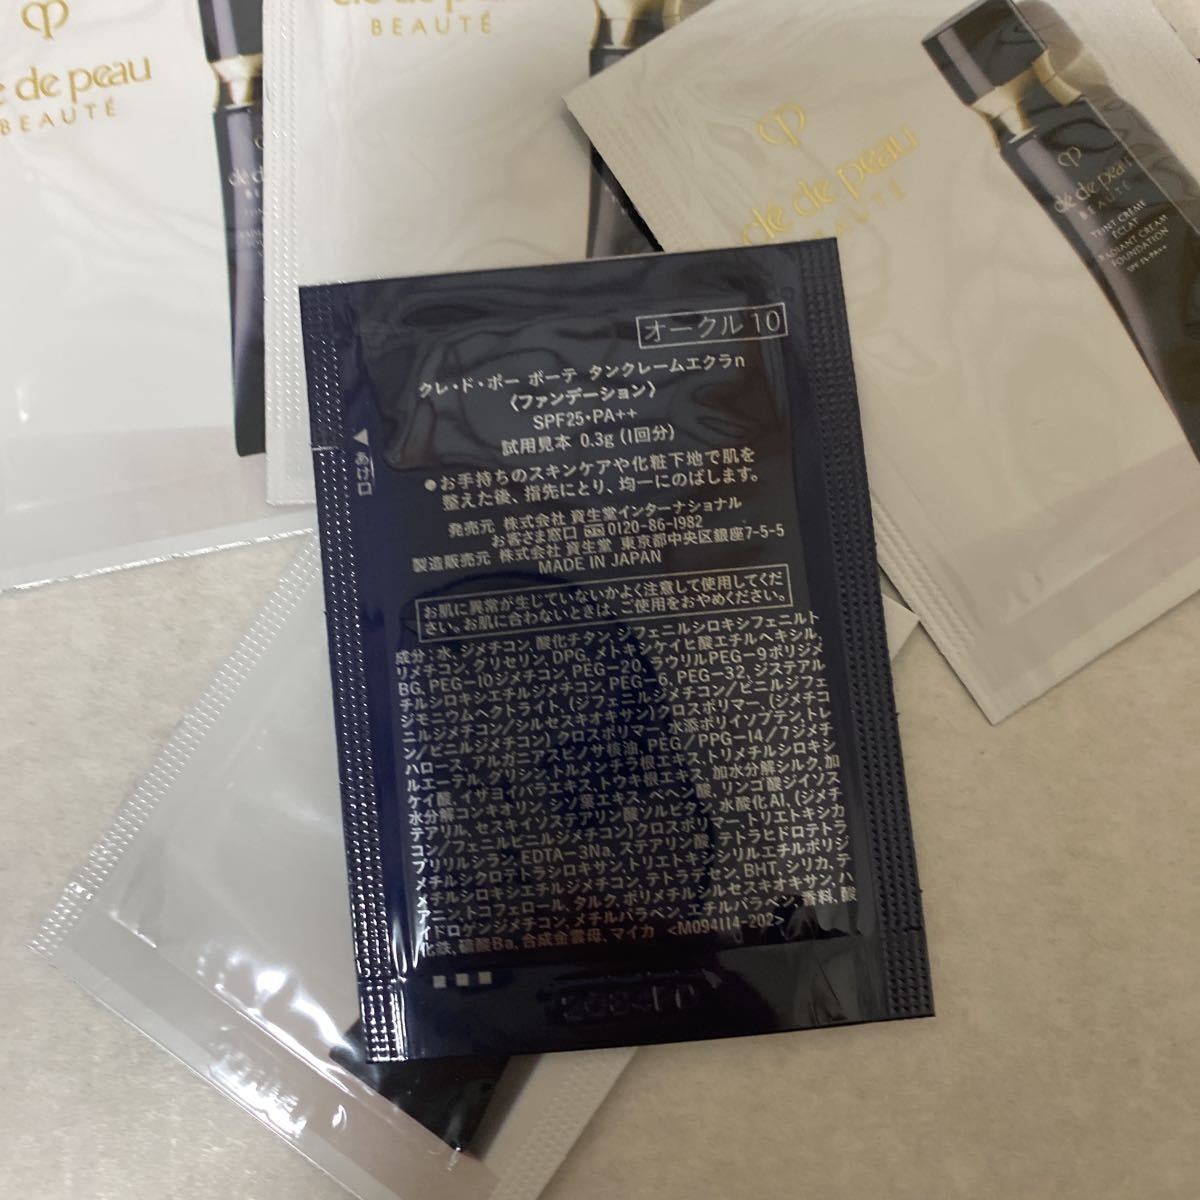 de peau
BEAUTÉ
clé de peau
BEAUTÉ
clé de peau
BEAUTÉ
clé de peau
BEAUTÉ
TEINT CRÈME
ÉCLAT
RADIANT CREAM
FOUNDATION
SPF 25・PA++
オークル10
クレ・ド・ポー ボーテ タンクレームエクラn
〈ファンデーション〉
SPF25・PA++
試用見本 0.3g (1回分)
◀あけ口
●お手持ちのスキンケアや化粧下地で肌を
整えた後、指先にとり、均一にのばします。
発売元 株式会社 資生堂インターナショナル
お客さま窓口 0120-86-1982
製造販売元 株式会社 資生堂 東京都中央区銀座7-5-5
MADE IN JAPAN
お肌に異常が生じていないかよく注意して使用してくだ
さい。お肌に合わないときは、ご使用をおやめください。
成分：水, ジメチコン, 酸化チタン, ジフェニルシロキシフェニルト
リメチコン, グリセリン, DPG, メトキシケイヒ酸エチルヘキシル,
BG, PEG-10ジメチコン, PEG-20, ラウリルPEG-9ポリジメ
チルシロキシエチルジメチコン, PEG-6, PEG-32, ジステアル
ジモニウムヘクトライト, (ジフェニルジメチコン/ビニルジフェ
ニルジメチコン/シルセスキオキサン)クロスポリマー, (ジメチコ
ン/ビニルジメチコン) クロスポリマー, 水添ポリイソブテン, トレ
ハロース, アルガニアスピノサ核油, PEG/PPG-14/7ジメチ
ルエーテル, グリシン, トルメンチラ根エキス, トリメチルシロキシ
ケイ酸, イザヨイバラエキス, トウキ根エキス, 加水分解シルク, 加
水分解コンキオリン, シソ葉エキス, ベヘン酸, リンゴ酸ジイソス
テアリル, セスキイソステアリン酸ソルビタン, 水酸化Al, (ジメチ
コン/フェニルビニルジメチコン)クロスポリマー, トリエトキシカ
プリリルシラン, EDTA-3Na, ステアリン酸, テトラヒドロテトラ
メチルシクロテトラシロキサン, トリエトキシシリルエチルポリジ
メチルシロキシエチルジメチコン, テトラデセン, BHT, シリカ, テ
アニン, トコフェロール, タルク, ポリメチルシルセスキオキサン, ハ
イドロゲンジメチコン, メチルパラベン, エチルパラベン, 香料, 酸
化鉄, 硫酸Ba, 合成金雲母, マイカ <M094114-202>